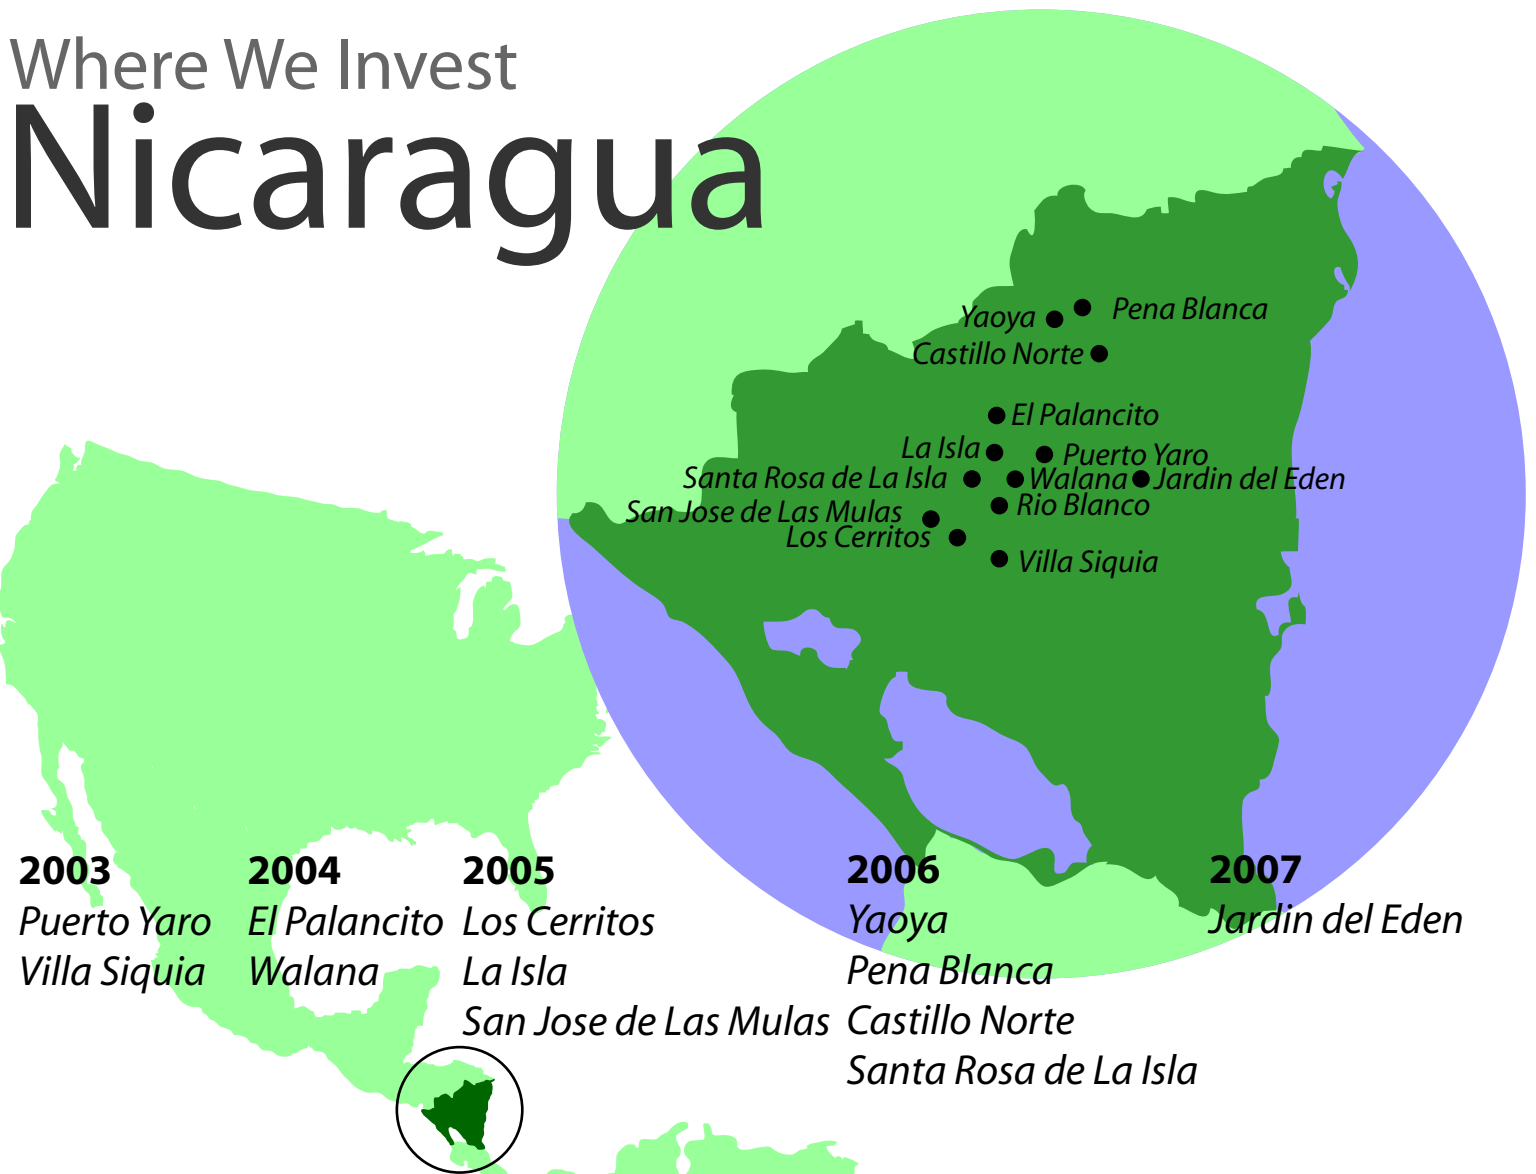 Where We Invest
Nicaragua
Yaoya
Pena Blanca
Castillo Norte
El Palancito
La Isla
Puerto Yaro
Santa Rosa de La Isla
Walana
Jardin del Eden
San Jose de Las Mulas
Rio Blanco
Los Cerritos
Villa Siquia
2003
Puerto Yaro
Villa Siquia
2004
El Palancito
Walana
2005
Los Cerritos
La Isla
San Jose de Las Mulas
2006
Yaoya
Pena Blanca
Castillo Norte
Santa Rosa de La Isla
2007
Jardin del Eden